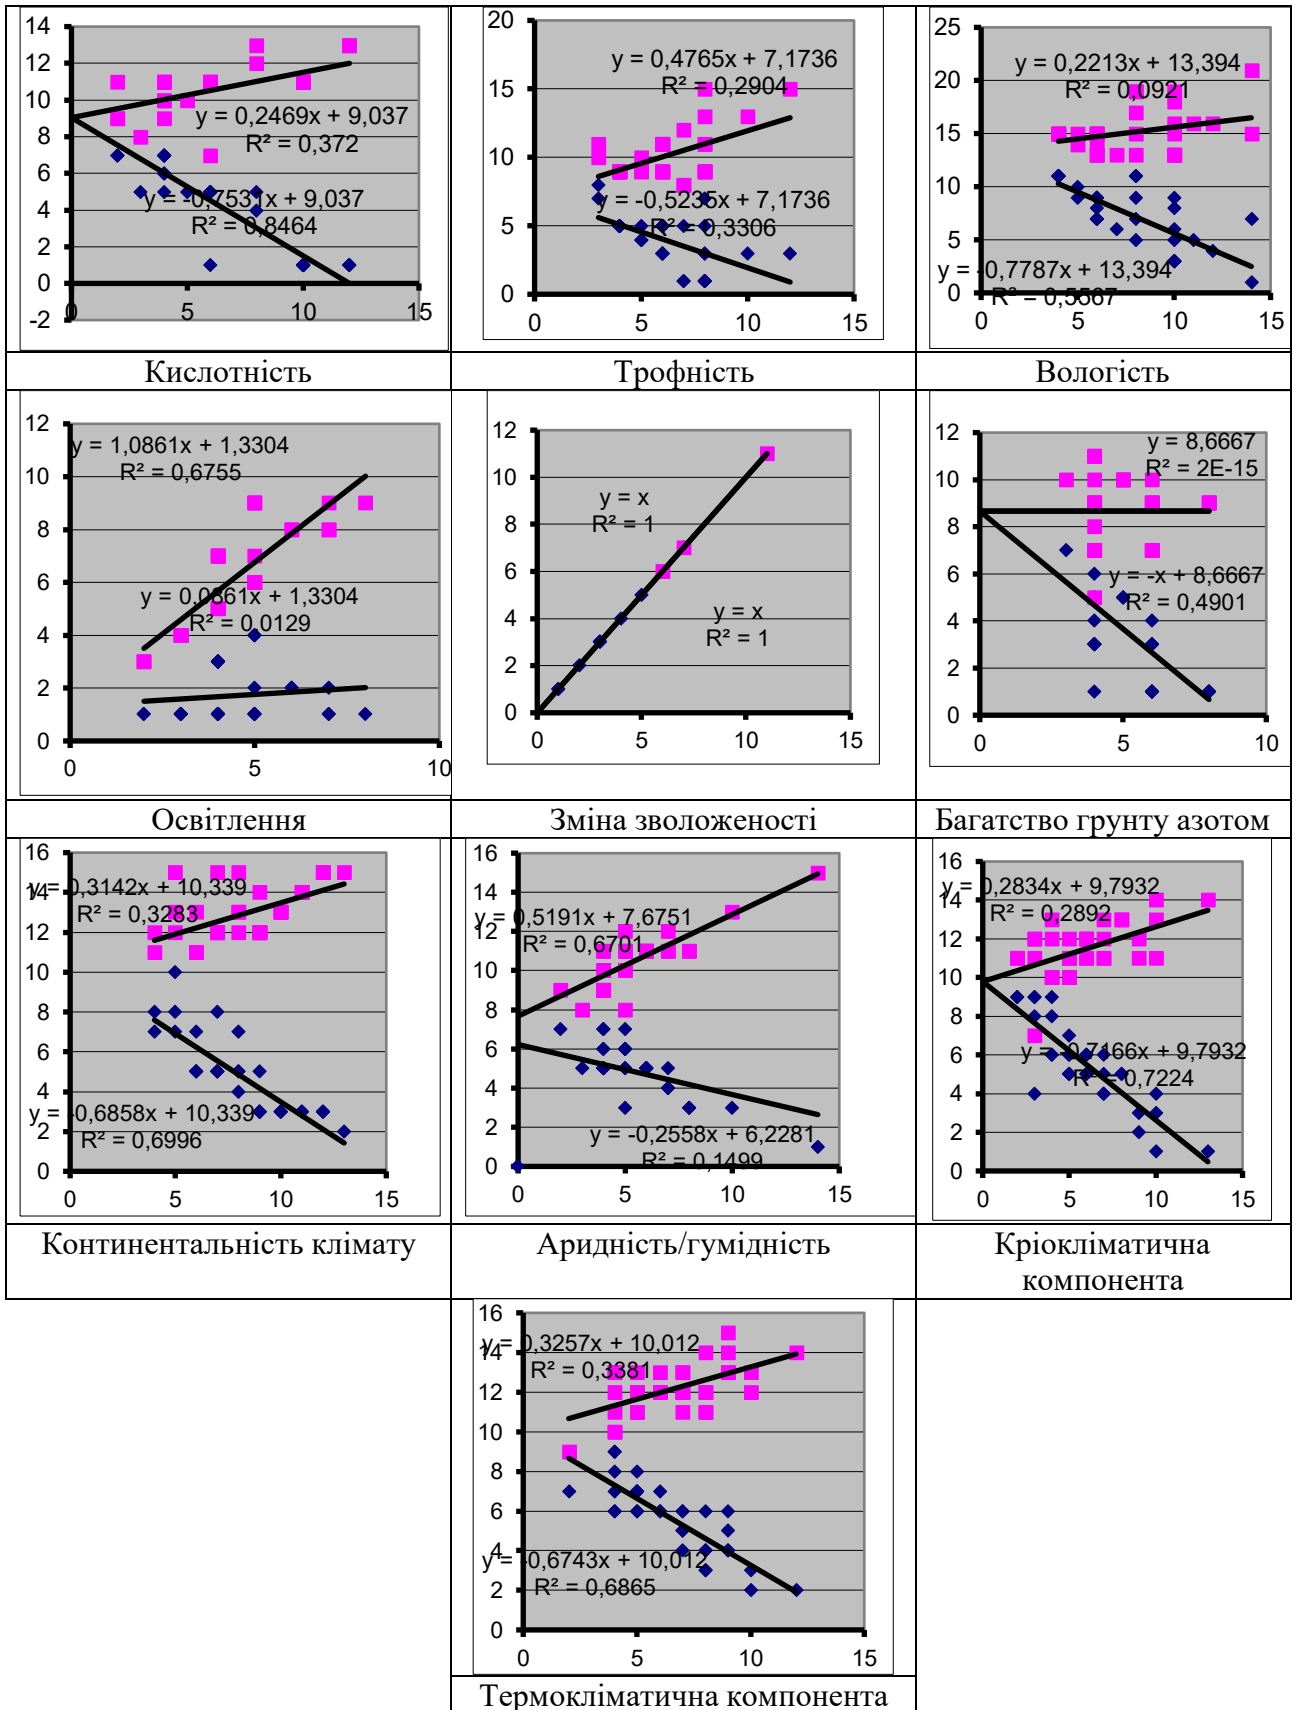 14
12
10
8
6
4
2
0
-2
0
5
10
15
y = 0,2469x + 9,037
R² = 0,372
y = -0,7531x + 9,037
R² = 0,8464
Кислотність
20
15
10
5
0
0
5
10
15
y = 0,4765x + 7,1736
R² = 0,2904
y = -0,5235x + 7,1736
R² = 0,3306
Трофність
25
20
15
10
5
0
0
5
10
15
y = 0,2213x + 13,394
R² = 0,0921
y = -0,7787x + 13,394
R² = 0,5567
Вологість
12
10
8
6
4
2
0
0
5
10
y = 1,0861x + 1,3304
R² = 0,6755
y = 0,0861x + 1,3304
R² = 0,0129
Освітлення
12
10
8
6
4
2
0
0
5
10
15
y = x
R² = 1
y = x
R² = 1
Зміна зволоженості
12
10
8
6
4
2
0
0
5
10
y = 8,6667
R² = 2E-15
y = -x + 8,6667
R² = 0,4901
Багатство грунту азотом
16
14
12
10
8
6
4
2
0
0
5
10
15
y = 0,3142x + 10,339
R² = 0,3283
y = -0,6858x + 10,339
R² = 0,6996
Континентальність клімату
16
14
12
10
8
6
4
2
0
0
5
10
15
y = 0,5191x + 7,6751
R² = 0,6701
y = -0,2558x + 6,2281
R² = 0,1499
Аридність/гумідність
16
14
12
10
8
6
4
2
0
0
5
10
15
y = 0,2834x + 9,7932
R² = 0,2892
y = -0,7166x + 9,7932
R² = 0,7224
Кріокліматична
компонента
16
14
12
10
8
6
4
2
0
0
5
10
15
y = 0,3257x + 10,012
R² = 0,3381
y = -0,6743x + 10,012
R² = 0,6865
Термокліматична компонента